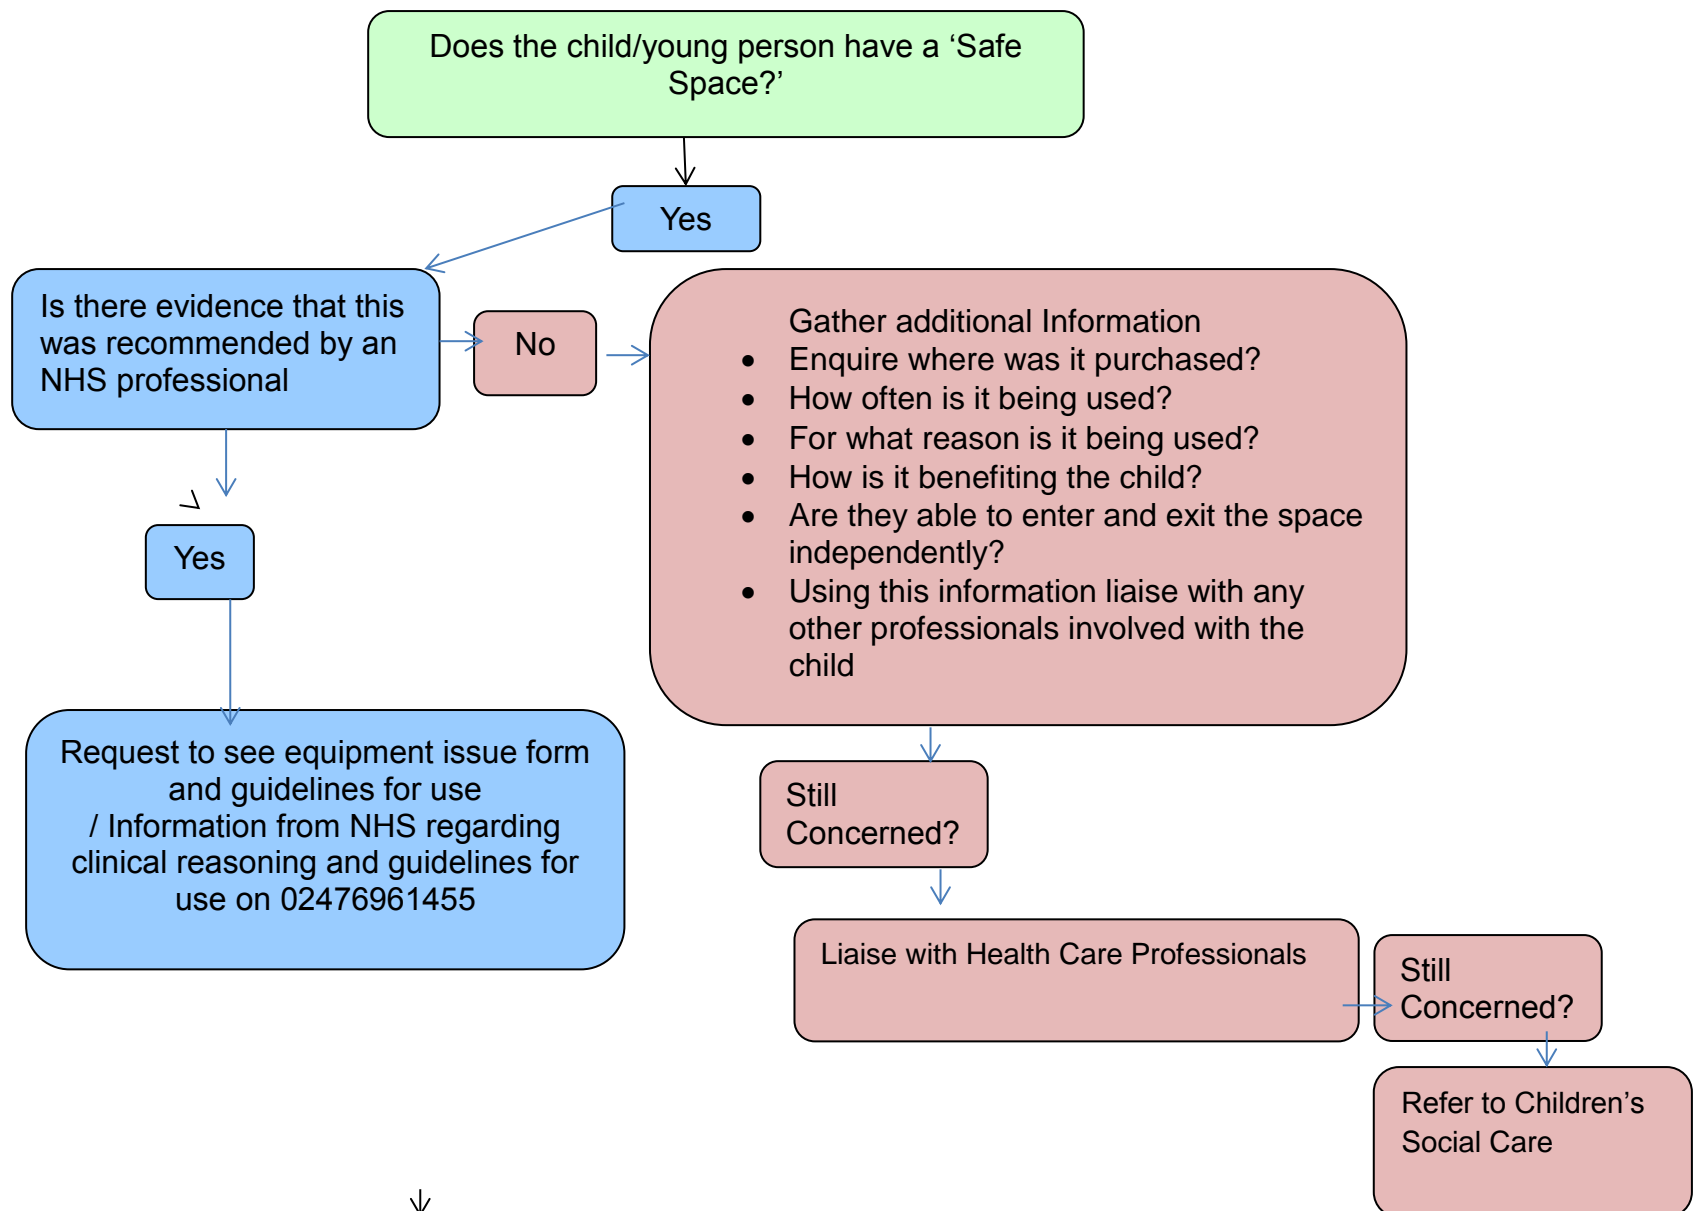 Does the child/young person have a ‘Safe
Space?’
Yes
Is there evidence that this
was recommended by an
NHS professional
No
Gather additional Information
• Enquire where was it purchased?
• How often is it being used?
• For what reason is it being used?
• How is it benefiting the child?
• Are they able to enter and exit the space
independently?
• Using this information liaise with any
other professionals involved with the
child
Yes
Request to see equipment issue form
and guidelines for use
/ Information from NHS regarding
clinical reasoning and guidelines for
use on 02476961455
Still
Concerned?
Liaise with Health Care Professionals
Still
Concerned?
Refer to Children’s
Social Care